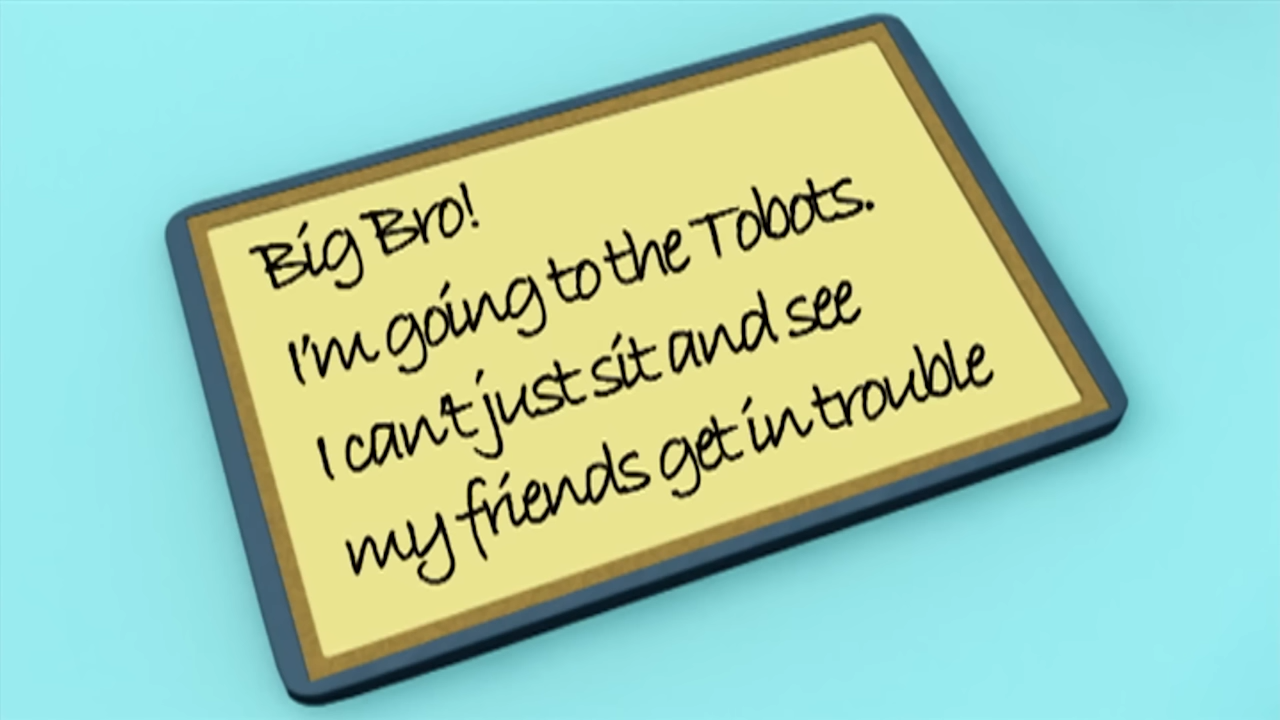 Big Bro!
I'm going to the Tobots.
I can't just sit and see
my friends get in trouble